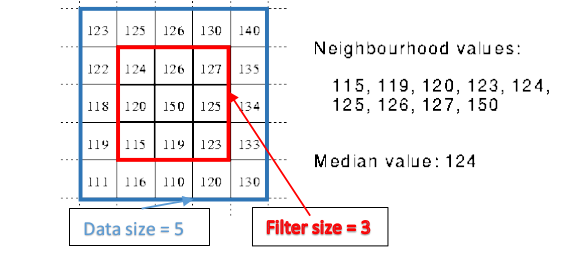 123 125 126 130 140
122 124 126 127 135
118 120 150 125 134
119 115 119 123 133
111 116 110 120 130
Neighbourhood values:
115, 119, 120, 123, 124,
125, 126, 127, 150
Median value: 124
Data size = 5
Filter size = 3